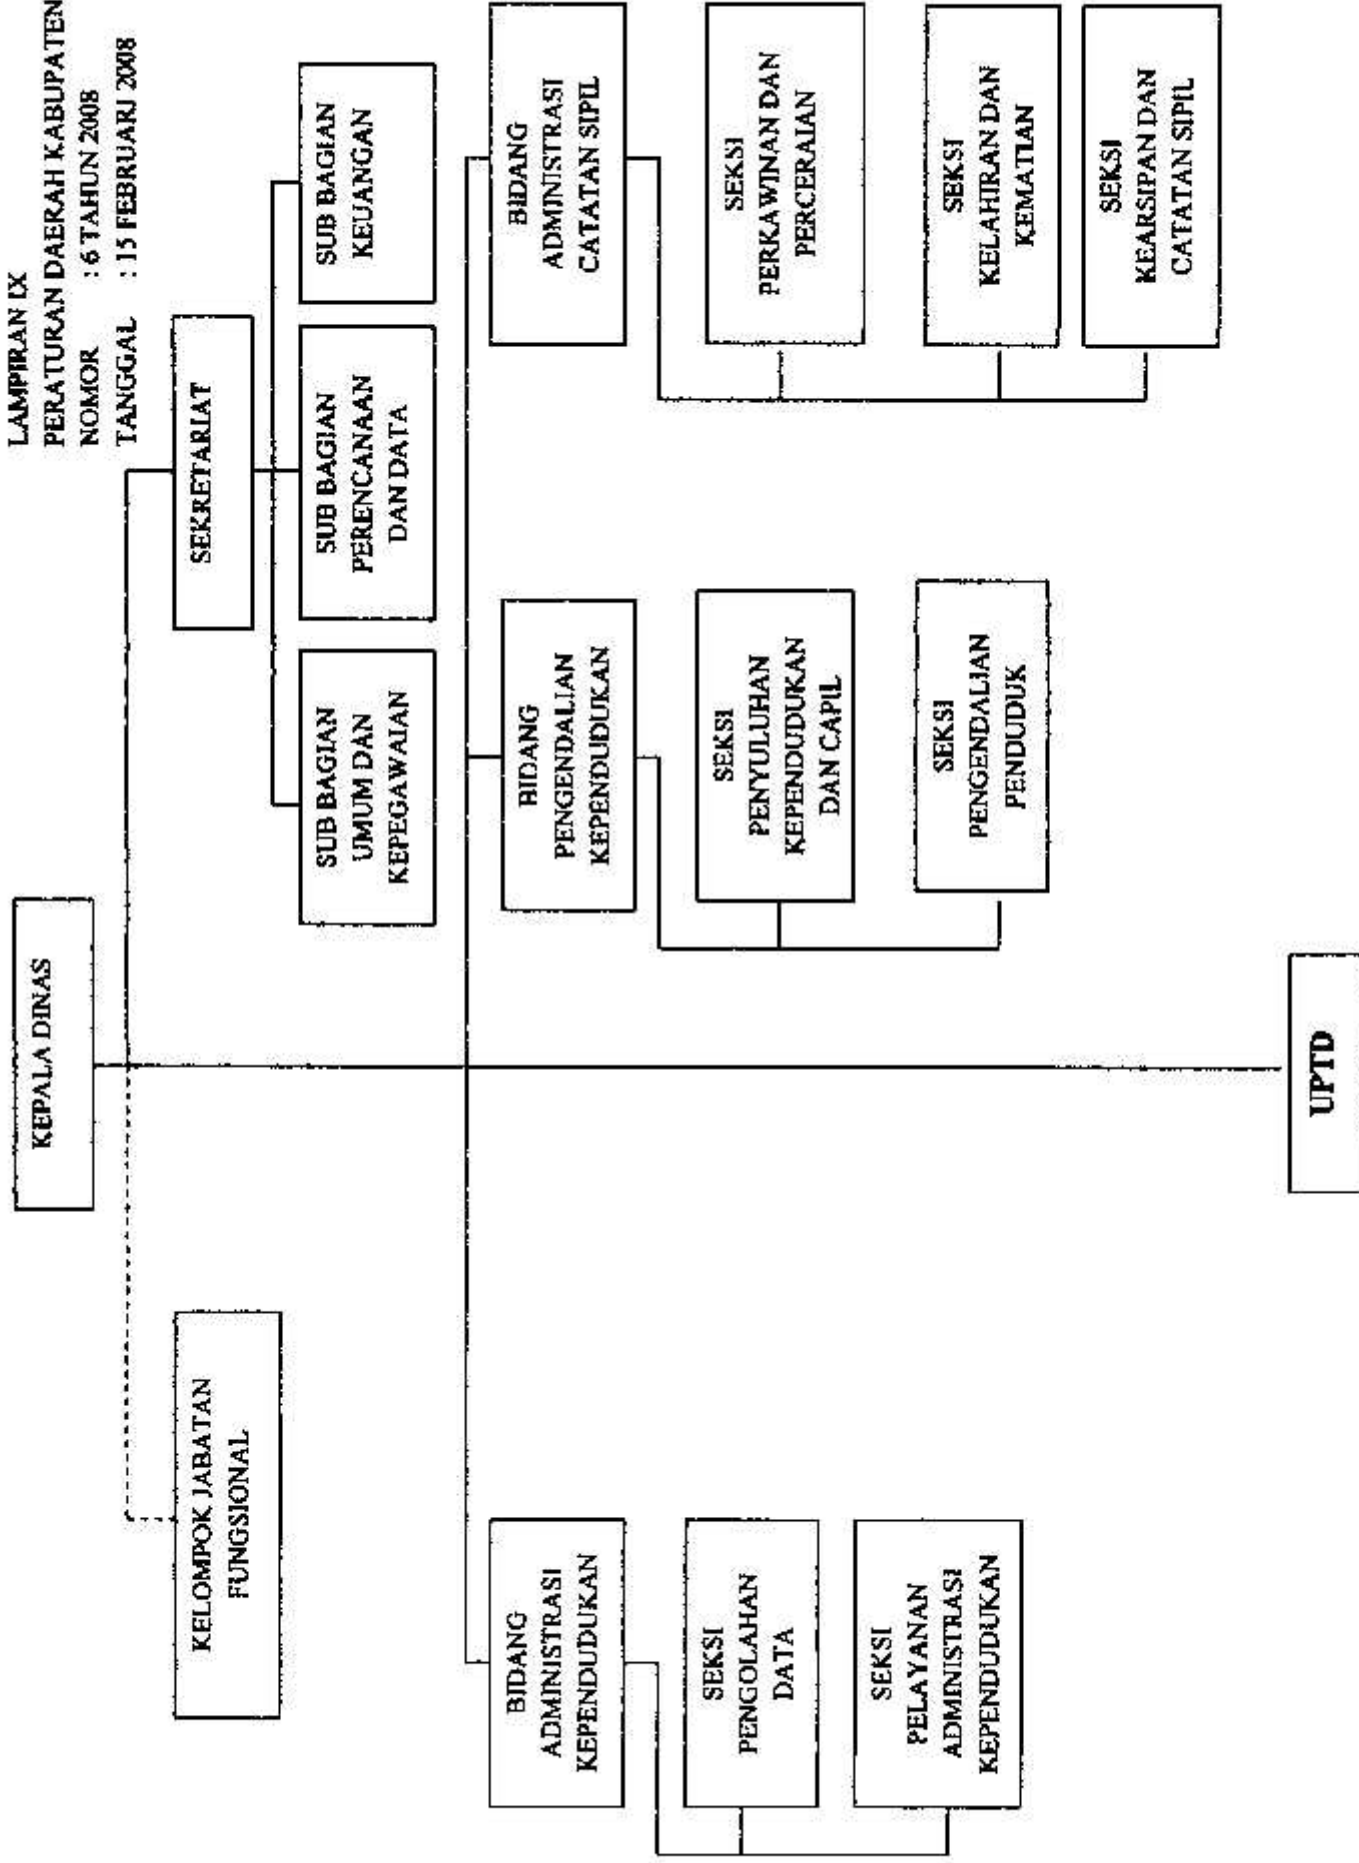 LAMPIRAN IX
PERATURAN DAERAH KABUPATEN
NOMOR : 6 TAHUN 2008
TANGGAL : 15 FEBRUARI 2008
KEPALA DINAS
KELOMPOK JABATAN
FUNGSIONAL
SEKRETARIAT
SUB BAGIAN
UMUM DAN
KEPEGAWAIAN
SUB BAGIAN
PERENCANAAN
DAN DATA
SUB BAGIAN
KEUANGAN
BIDANG
ADMINISTRASI
KEPENDUDUKAN
SEKSI
PENGOLAHAN
DATA
SEKSI
PELAYANAN
ADMINISTRASI
KEPENDUDUKAN
BIDANG
PENGENDALIAN
KEPENDUDUKAN
SEKSI
PENYULUHAN
KEPENDUDUKAN
DAN CAPIL
SEKSI
PENGENDALIAN
PENDUDUK
BIDANG
ADMINISTRASI
CATATAN SIPIL
SEKSI
PERKAWINAN DAN
PERCERAIAN
SEKSI
KELAHIRAN DAN
KEMATIAN
SEKSI
KEARSIPAN DAN
CATATAN SIPIL
UPTD